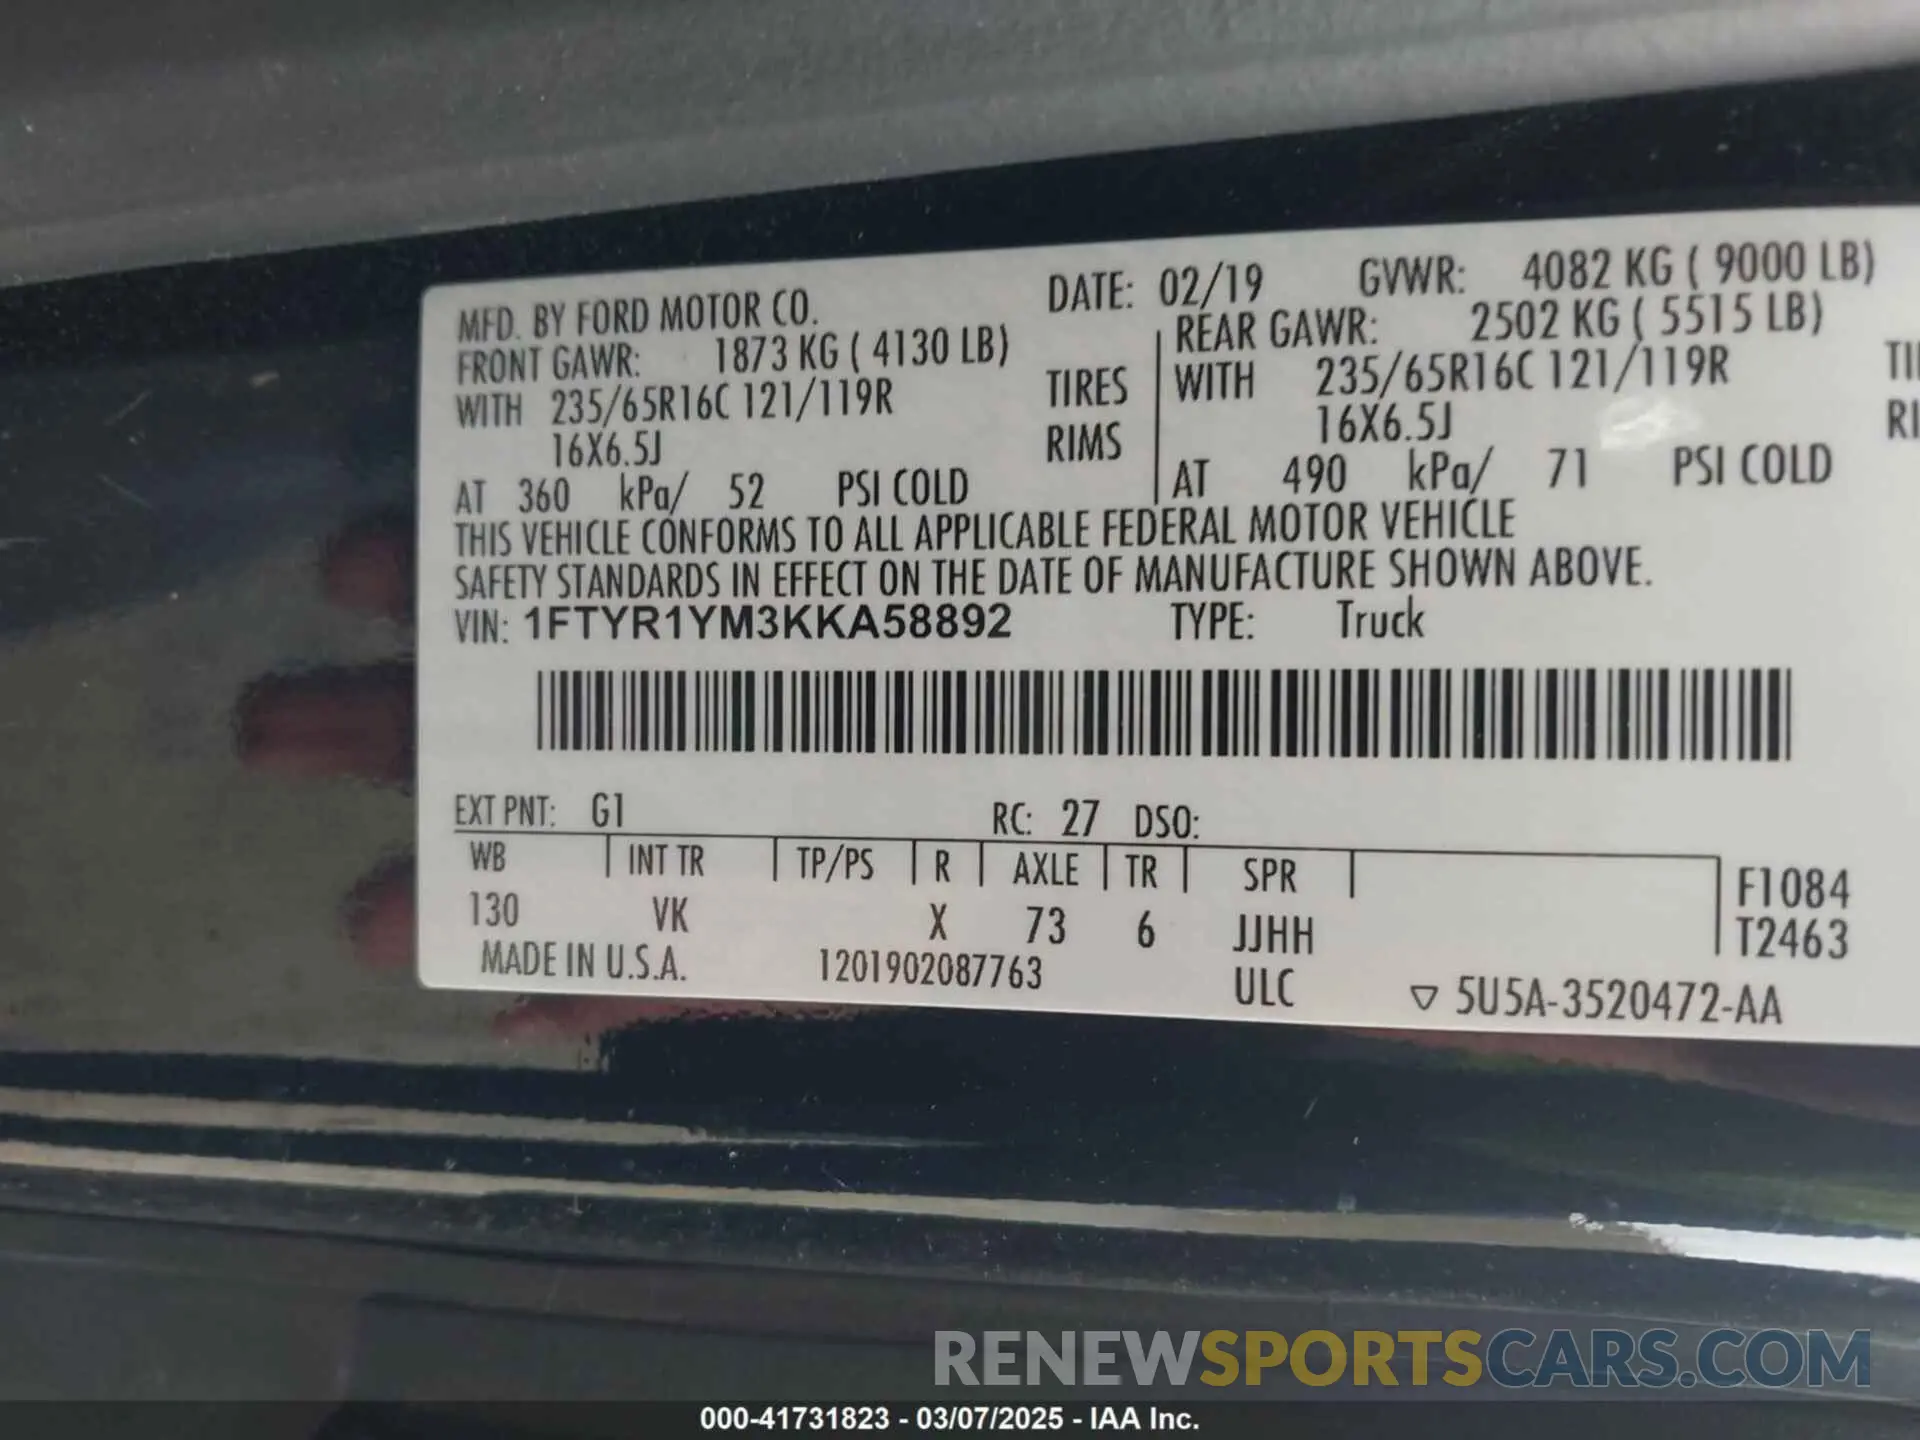 MFD. BY FORD MOTOR CO. DATE: 02/19 GVWR: 4082 KG ( 9000 LB)
FRONT GAWR: 1873 KG ( 4130 LB) REAR GAWR: 2502 KG ( 5515 LB)
WITH 235/65R16C 121/119R TIRES WITH 235/65R16C 121/119R
16X6.5J RIMS 16X6.5J
AT 360 kPa/ 52 PSI COLD AT 490 kPa/ 71 PSI COLD
THIS VEHICLE CONFORMS TO ALL APPLICABLE FEDERAL MOTOR VEHICLE
SAFETY STANDARDS IN EFFECT ON THE DATE OF MANUFACTURE SHOWN ABOVE.
VIN: 1FTYR1YM3KKA58892 TYPE: Truck
EXT PNT: G1 RC: 27 DSO:
WB INT TR TP/PS R AXLE TR SPR
F1084
130 VK X 73 6 JJHH T2463
MADE IN U.S.A. 1201902087763 ULC ▽ 5U5A-3520472-AA
RENEWSPORTSCARS.COM
000-41731823 - 03/07/2025 - IAA Inc.